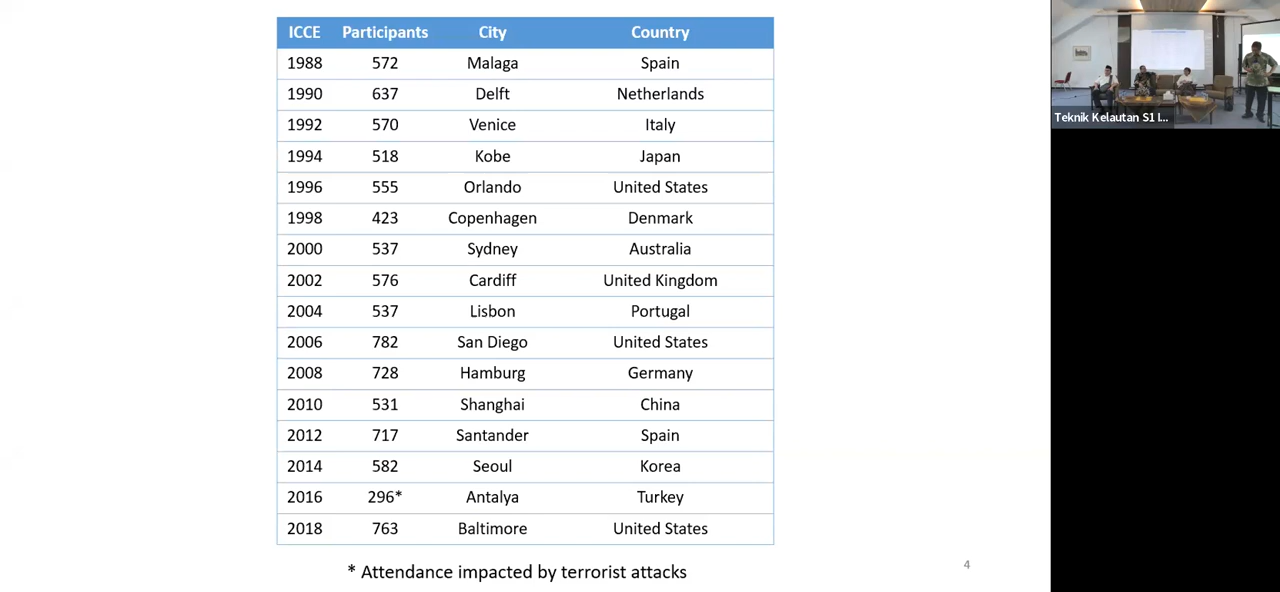 ICCE Participants City Country
1988 572 Malaga Spain
1990 637 Delft Netherlands
1992 570 Venice Italy
1994 518 Kobe Japan
1996 555 Orlando United States
1998 423 Copenhagen Denmark
2000 537 Sydney Australia
2002 576 Cardiff United Kingdom
2004 537 Lisbon Portugal
2006 782 San Diego United States
2008 728 Hamburg Germany
2010 531 Shanghai China
2012 717 Santander Spain
2014 582 Seoul Korea
2016 296* Antalya Turkey
2018 763 Baltimore United States
* Attendance impacted by terrorist attacks
4
Teknik Kelautan S1 I...